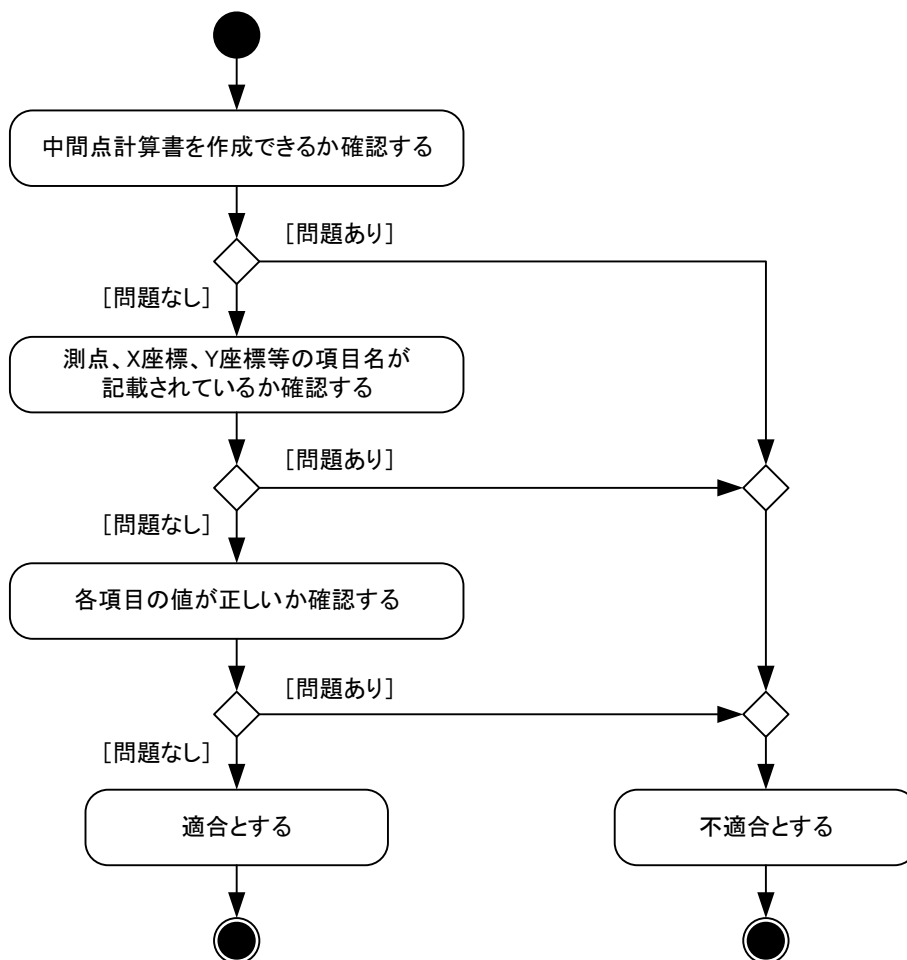 中間点計算書を作成できるか確認する
[問題あり]
[問題なし]
測点、X座標、Y座標等の項目名が
記載されているか確認する
[問題あり]
[問題なし]
各項目の値が正しいか確認する
[問題あり]
[問題なし]
適合とする
不適合とする